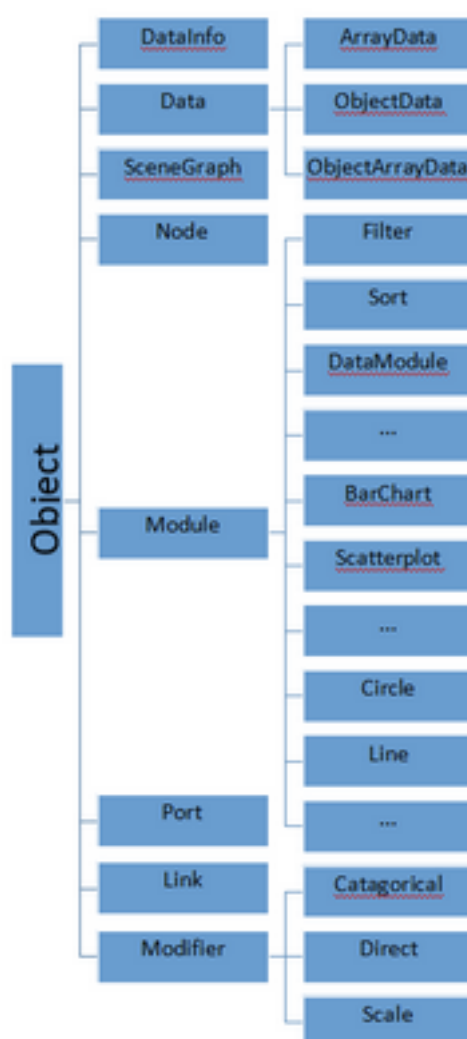 Object
DataInfo
Data
ArrayData
ObjectData
ObjectArrayData
SceneGraph
Node
Module
Filter
Sort
DataModule
...
BarChart
Scatterplot
...
Circle
Line
...
Port
Link
Modifier
Catagorical
Direct
Scale